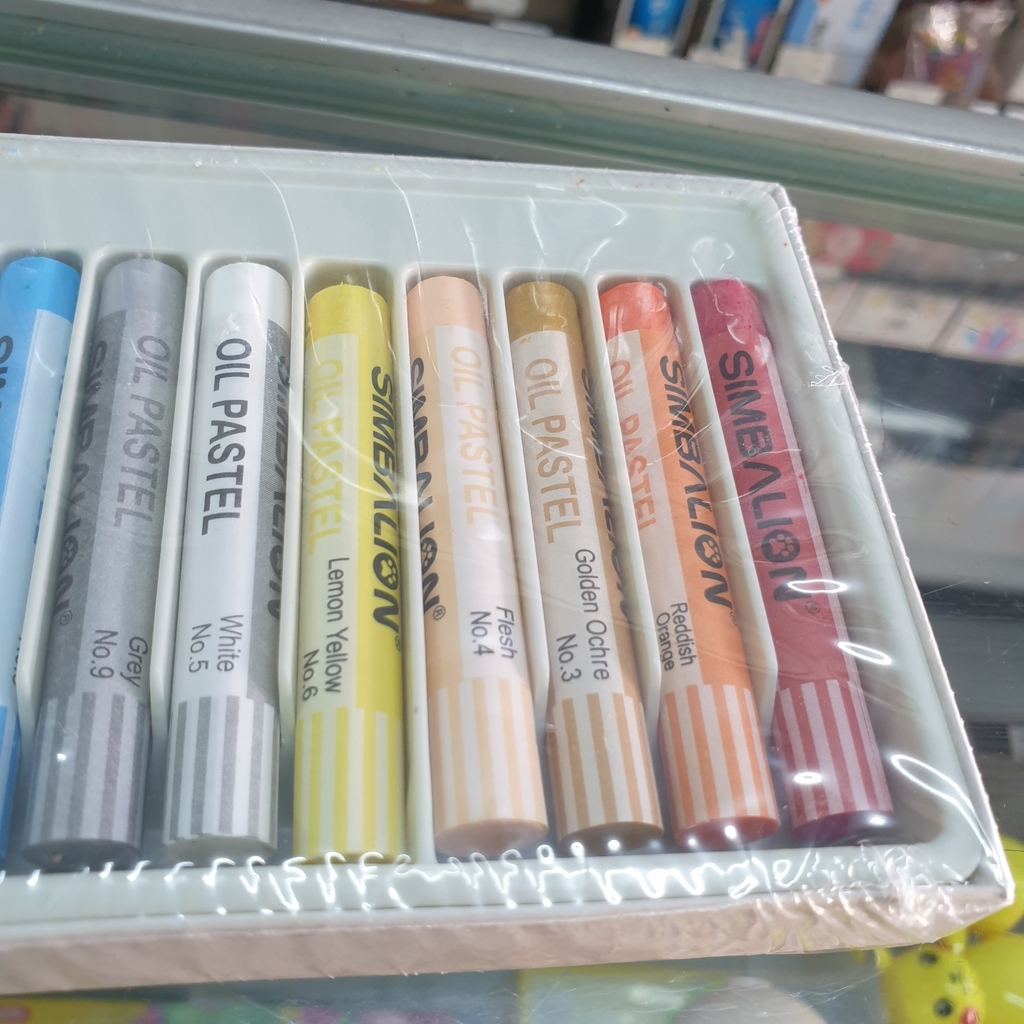 OIL PASTEL
SIMBALION®
Grey
No.9
OIL PASTEL
SIMBALION
White
No.5
OIL PASTEL
SIMBALION®
Lemon Yellow
No.6
OIL PASTEL
SIMBALION®
Flesh
No.4
OIL PASTEL
SIMBALION
Golden Ochre
No.3
OIL PASTEL
SIMBALION®
Reddish
Orange
SIMBALION®